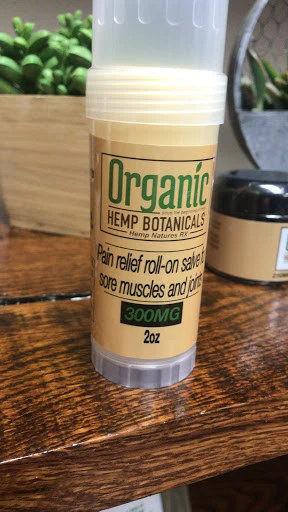 Organic
HEMP BOTANICALS
Hemp Natures RX
Pain relief roll-on salve
sore muscles and joints
300MG
2oz